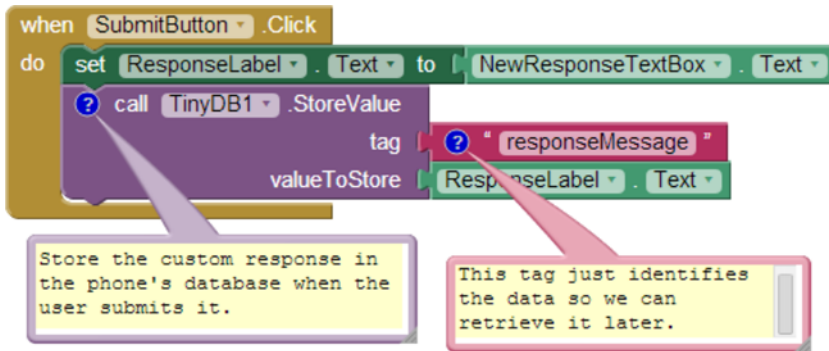 when SubmitButton .Click
do set ResponseLabel . Text to NewResponseTextBox . Text
? call TinyDB1 .StoreValue
tag ? " responseMessage "
valueToStore ResponseLabel . Text
Store the custom response in
the phone's database when the
user submits it.
This tag just identifies
the data so we can
retrieve it later.